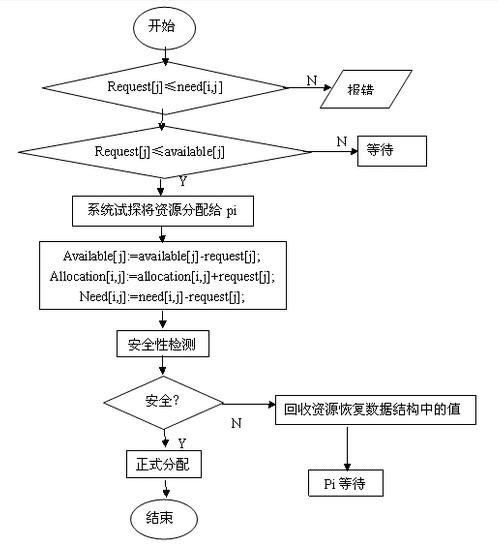 开始
Request[j]≤need[i,j]
N
报错
Request[j]≤available[j]
N
等待
Y
系统试探将资源分配给 pi
Available[j]:=available[j]-request[j];
Allocation[i,j]:=allocation[i,j]+request[j];
Need[i,j]:=need[i,j]-request[j];
安全性检测
安全?
N
回收资源恢复数据结构中的值
Y
正式分配
Pi 等待
结束